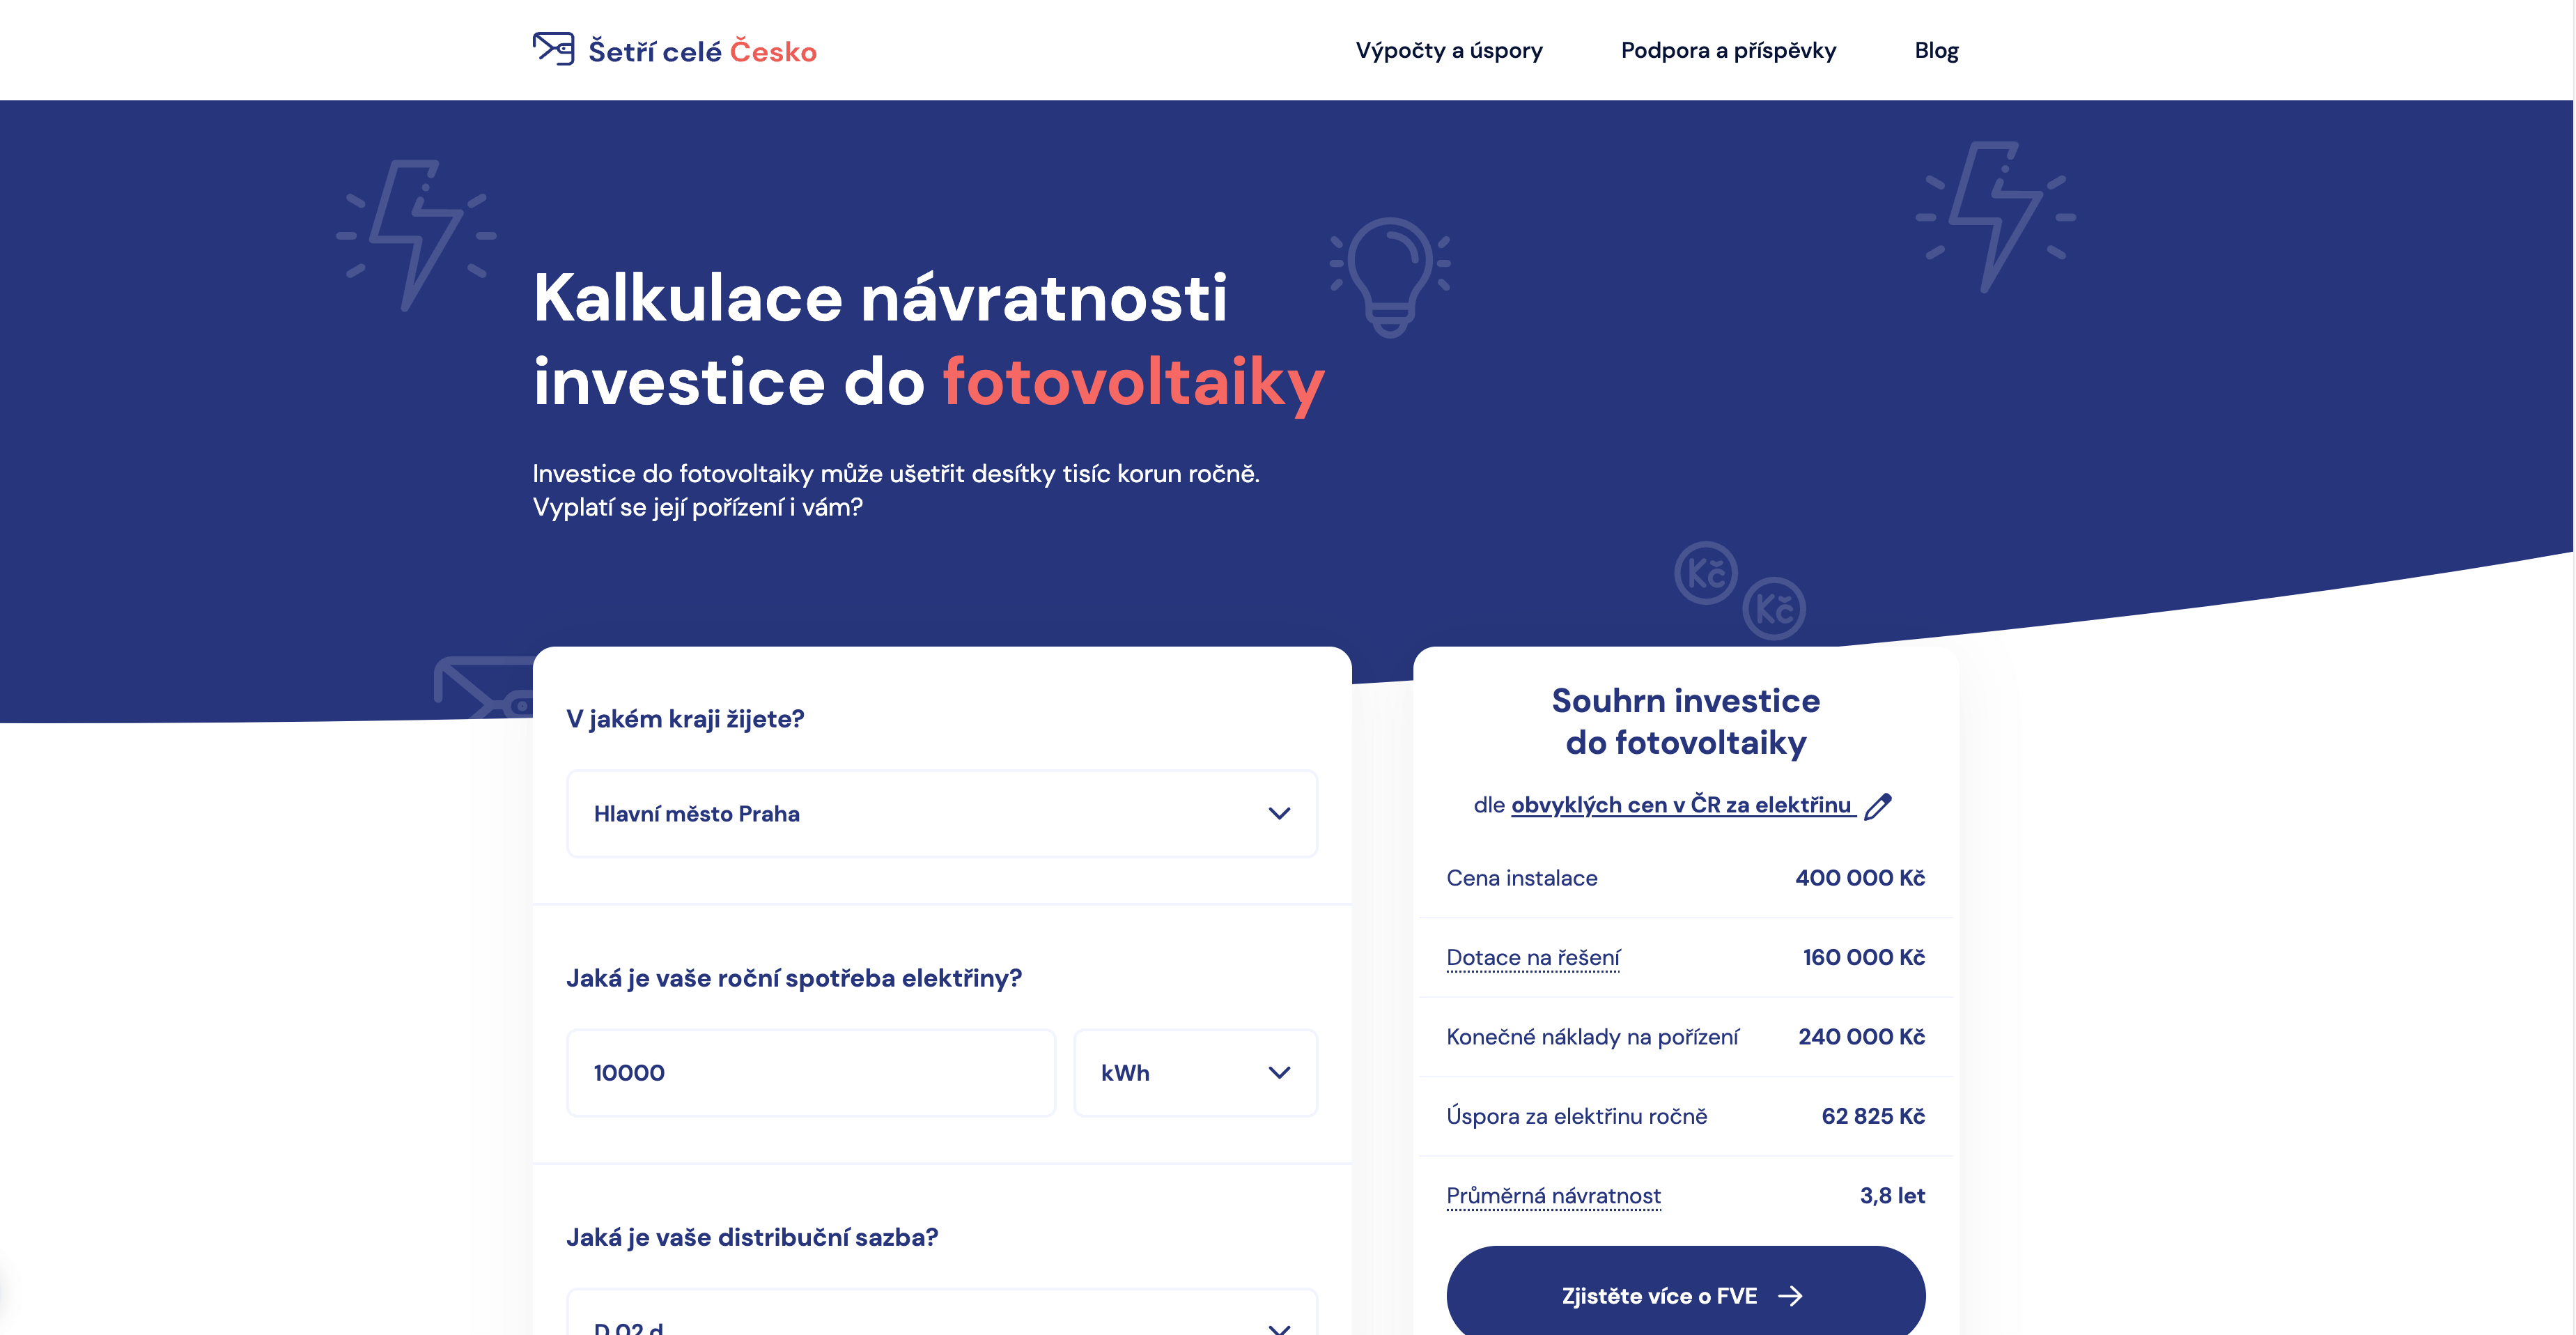 Šetří celé Česko
Výpočty a úspory
Podpora a příspěvky
Blog
Kalkulace návratnosti
investice do fotovoltaiky
Investice do fotovoltaiky může ušetřit desítky tisíc korun ročně.
Vyplatí se její pořízení i vám?
Kč
Kč
V jakém kraji žijete?
Hlavní město Praha
Jaká je vaše roční spotřeba elektřiny?
10000
kWh
Jaká je vaše distribuční sazba?
D 02 d
Souhrn investice
do fotovoltaiky
dle obvyklých cen v ČR za elektřinu
Cena instalace 400 000 Kč
Dotace na řešení 160 000 Kč
Konečné náklady na pořízení 240 000 Kč
Úspora za elektřinu ročně 62 825 Kč
Průměrná návratnost 3,8 let
Zjistěte více o FVE